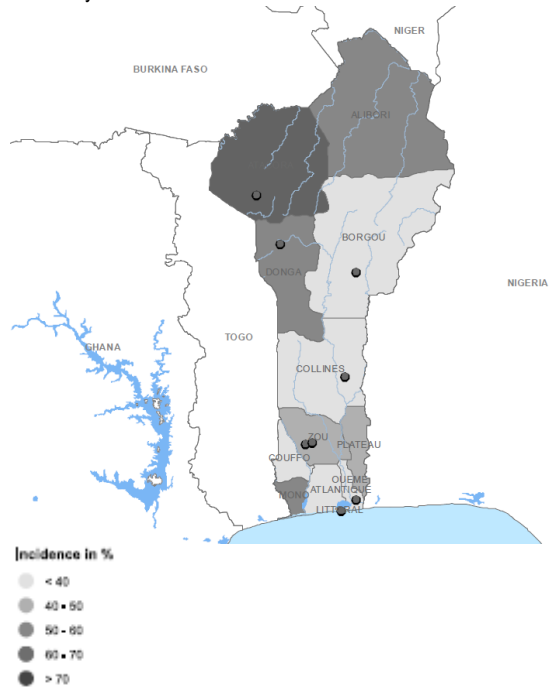 NIGER
BURKINA FASO
ALIBORI
BORGOU
DONGA
NIGERIA
TOGO
GHANA
COLLINES
ZOU
PLATEAU
COUFFO
OUEME
ATLANTIQUE
MONO
LITTORAL
Incidence in %
< 40
40 - 50
50 - 60
60 - 70
> 70